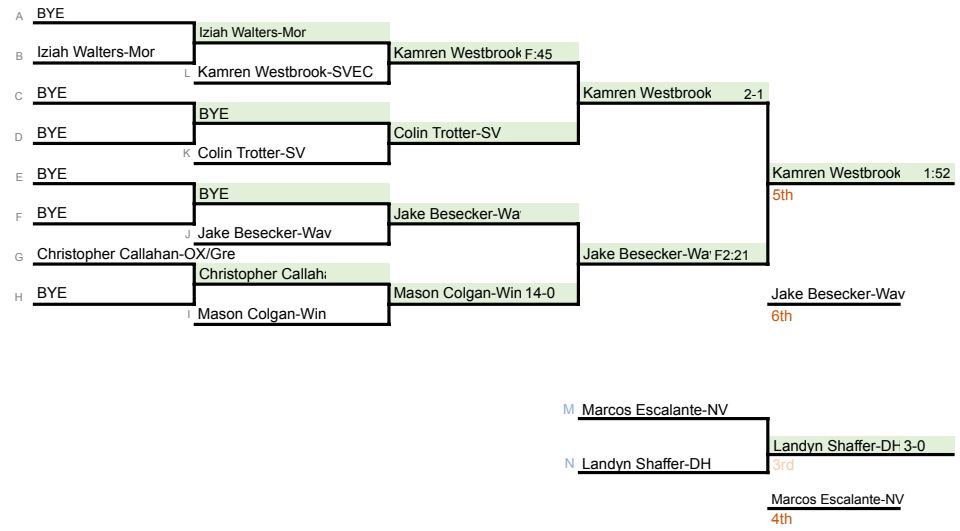 A BYE
Iziah Walters-Mor
B Iziah Walters-Mor
Kamren Westbrook F:45
L Kamren Westbrook-SVEC
C BYE
Kamren Westbrook 2-1
BYE
D BYE
Colin Trotter-SV
K Colin Trotter-SV
E BYE
Kamren Westbrook 1:52
BYE
5th
F BYE
Jake Besecker-Wa
J Jake Besecker-Wav
G Christopher Callahan-OX/Gre
Jake Besecker-Wa F2:21
Christopher Callaha
H BYE
Mason Colgan-Win 14-0
Jake Besecker-Wav
I Mason Colgan-Win
6th
M Marcos Escalante-NV
Landyn Shaffer-DH 3-0
N Landyn Shaffer-DH
3rd
Marcos Escalante-NV
4th